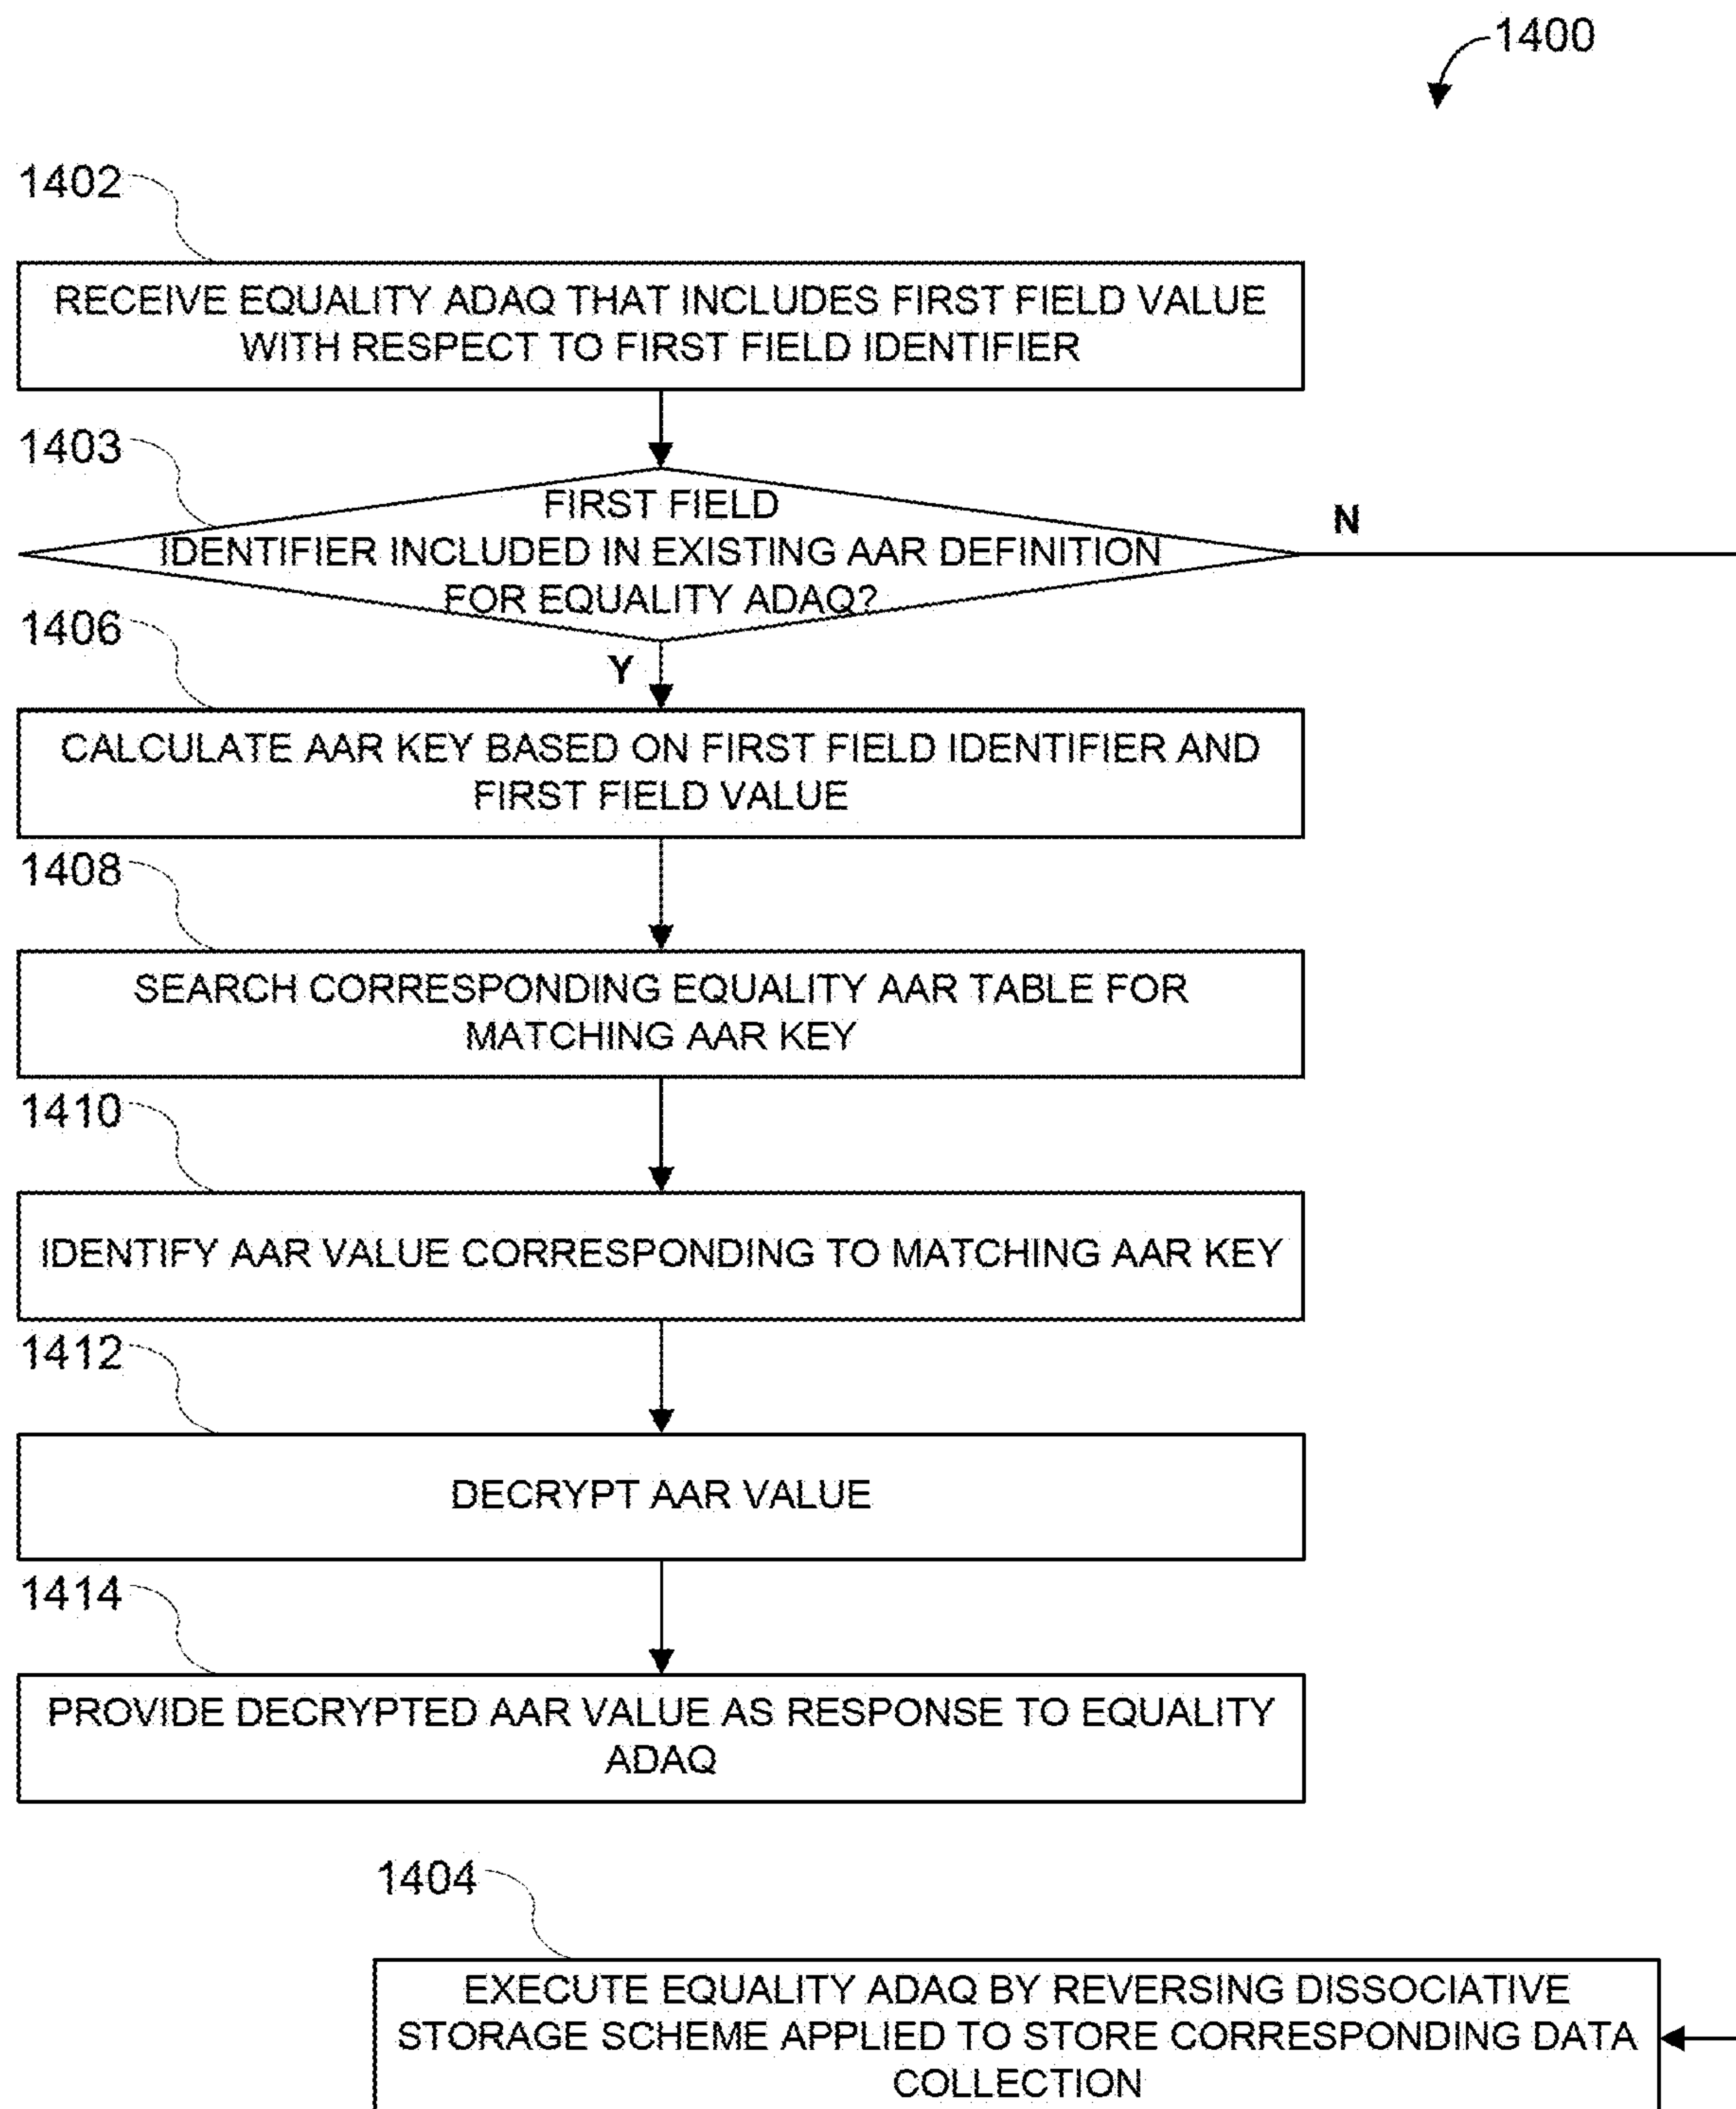 1400
1402
RECEIVE EQUALITY ADAQ THAT INCLUDES FIRST FIELD VALUE
WITH RESPECT TO FIRST FIELD IDENTIFIER
1403
FIRST FIELD
IDENTIFIER INCLUDED IN EXISTING AAR DEFINITION
FOR EQUALITY ADAQ?
N
1406
Y
CALCULATE AAR KEY BASED ON FIRST FIELD IDENTIFIER AND
FIRST FIELD VALUE
1408
SEARCH CORRESPONDING EQUALITY AAR TABLE FOR
MATCHING AAR KEY
1410
IDENTIFY AAR VALUE CORRESPONDING TO MATCHING AAR KEY
1412
DECRYPT AAR VALUE
1414
PROVIDE DECRYPTED AAR VALUE AS RESPONSE TO EQUALITY
ADAQ
1404
EXECUTE EQUALITY ADAQ BY REVERSING DISSOCIATIVE
STORAGE SCHEME APPLIED TO STORE CORRESPONDING DATA
COLLECTION